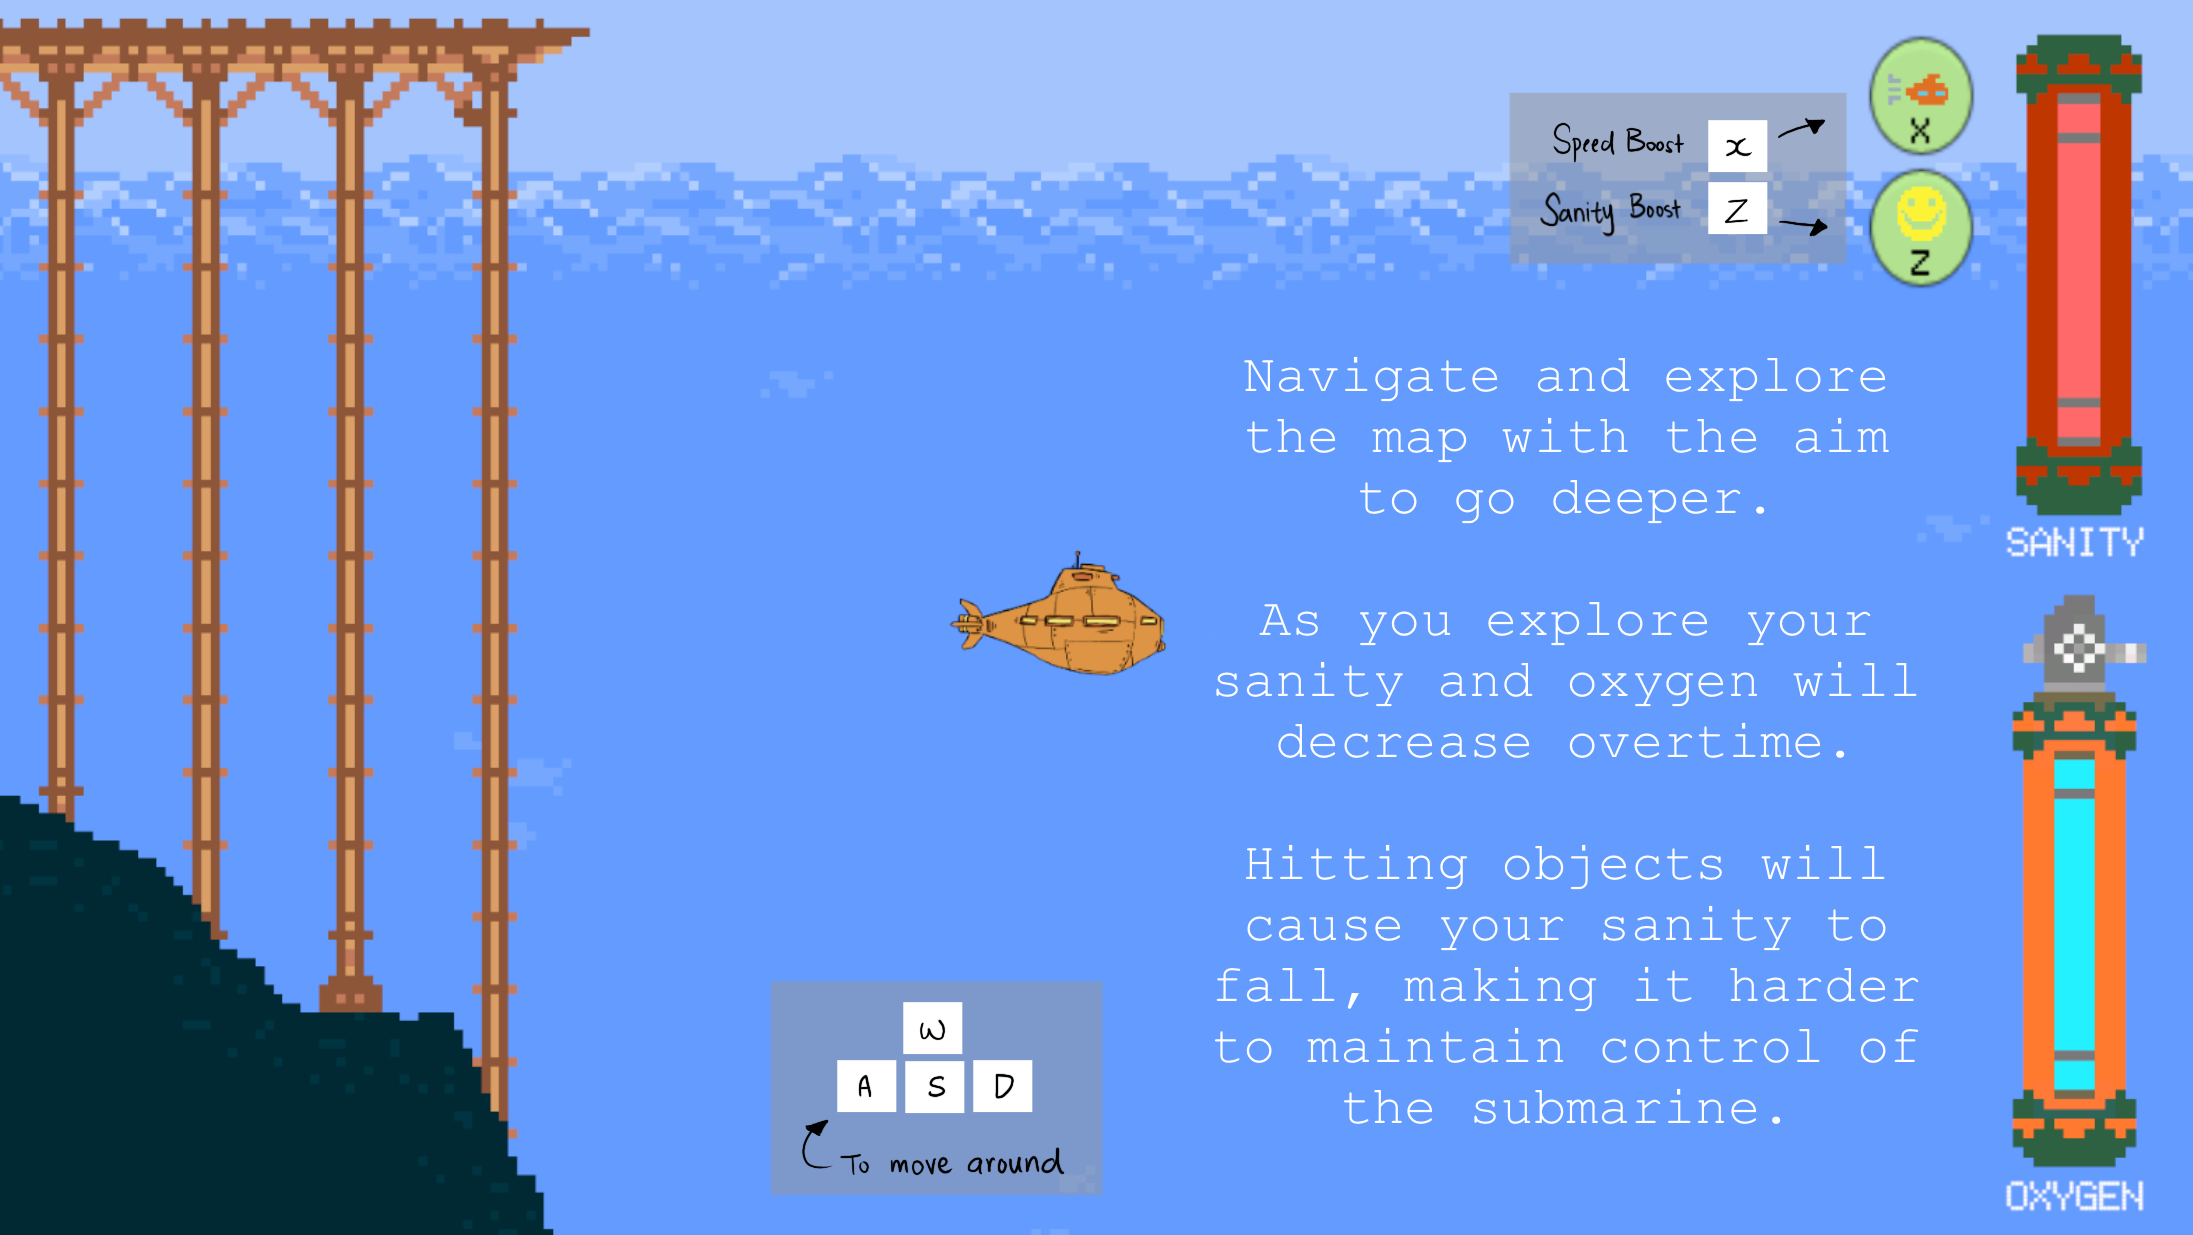 Speed Boost x
X
Sanity Boost Z
Z
Navigate and explore
the map with the aim
to go deeper.
SANITY
As you explore your
sanity and oxygen will
decrease overtime.
Hitting objects will
cause your sanity to
fall, making it harder
to maintain control of
the submarine.
W
A S D
To move around
OXYGEN